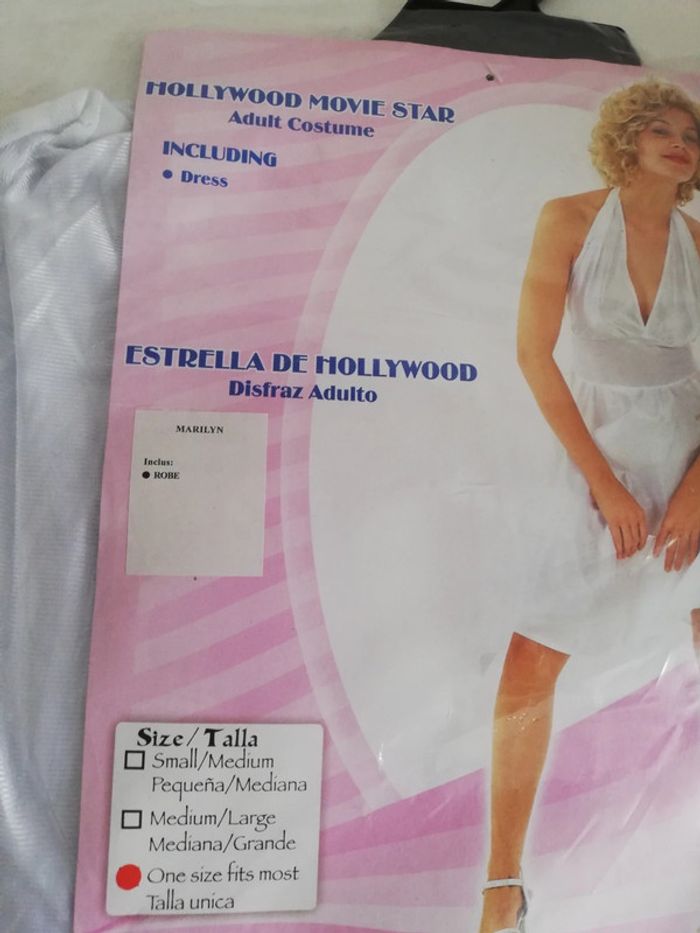 HOLLYWOOD MOVIE STAR
Adult Costume
INCLUDING
• Dress
ESTRELLA DE HOLLYWOOD
Disfraz Adulto
MARILYN
Inclus:
• ROBE
Size/Talla
Small/Medium
Pequeña/Mediana
Medium/Large
Mediana/Grande
One size fits most
Talla unica